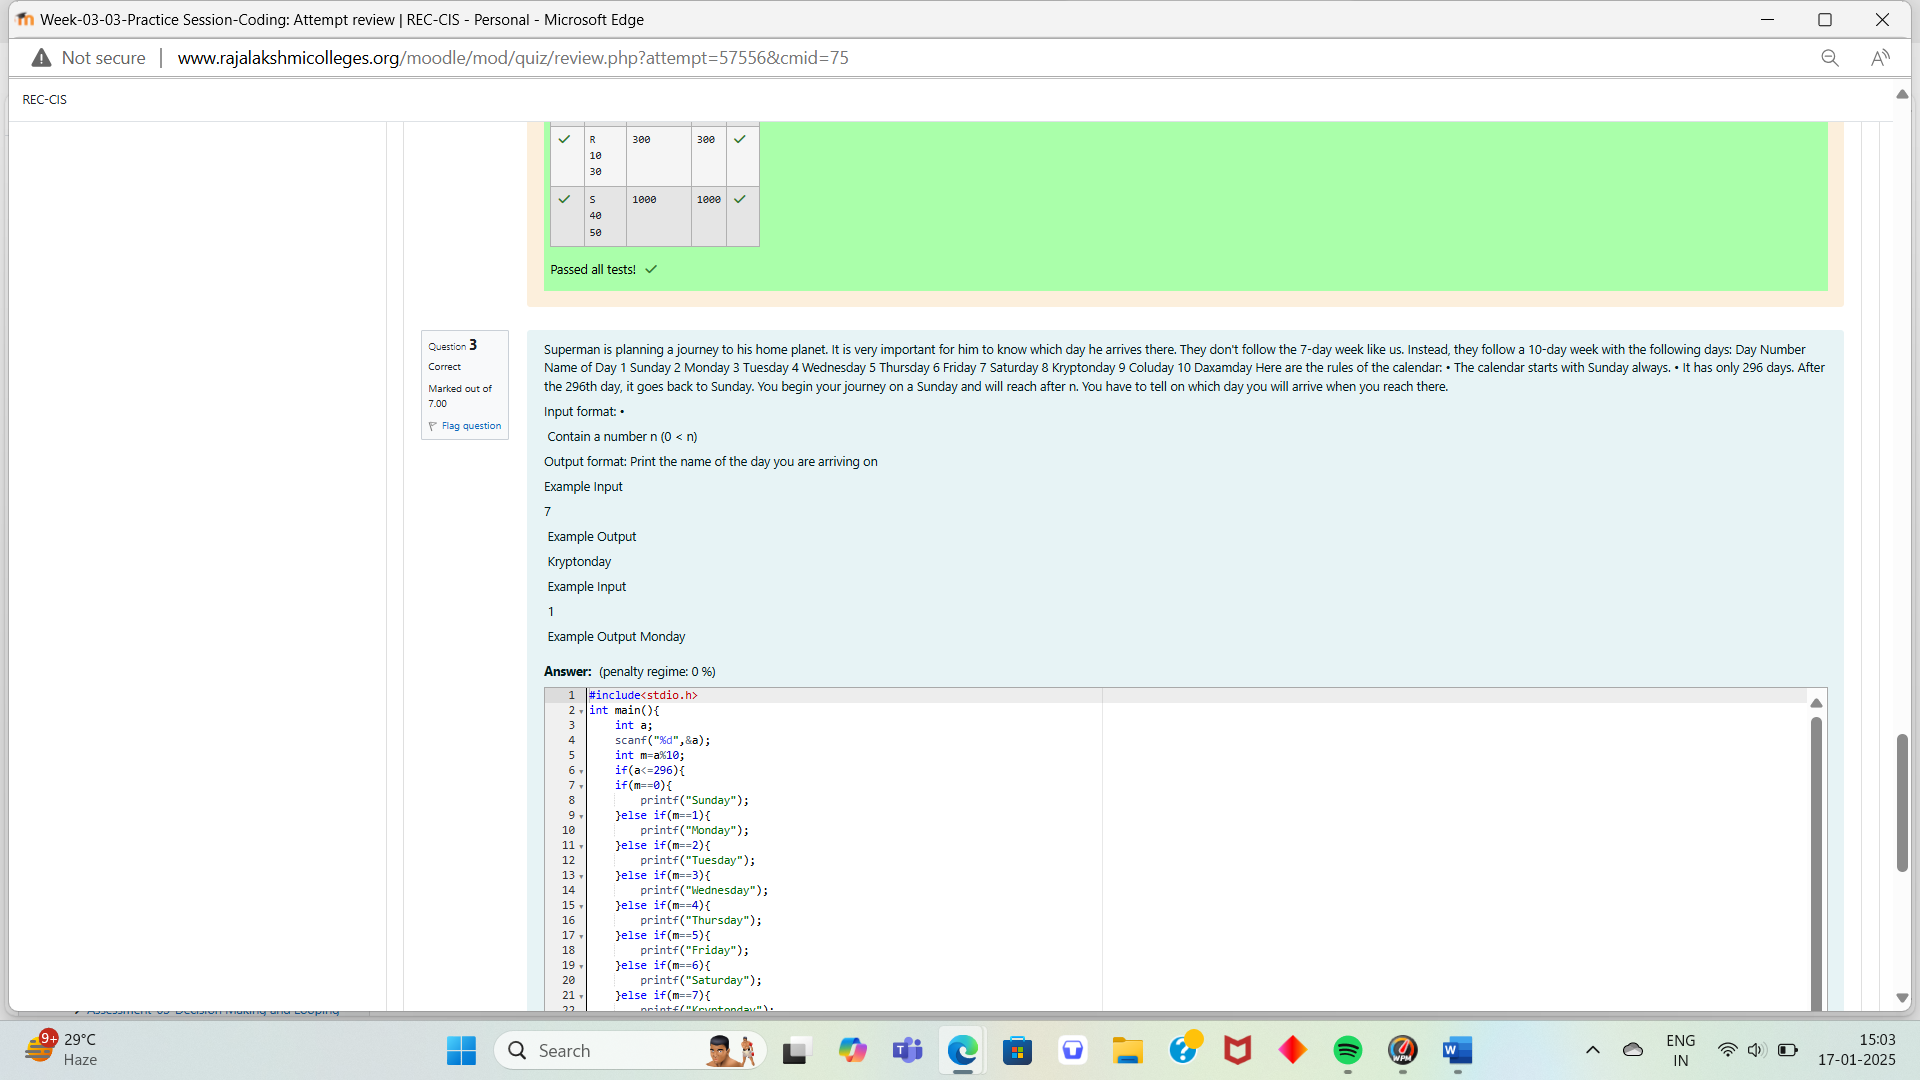 Week-03-03-Practice Session-Coding: Attempt review | REC-CIS - Personal - Microsoft Edge
Not secure | www.rajalakshmicolleges.org/moodle/mod/quiz/review.php?attempt=57556&cmid=75
REC-CIS
R 300 300
10
30
S 1000 1000
40
50
Passed all tests!
Question 3
Correct
Marked out of
7.00
Flag question
Superman is planning a journey to his home planet. It is very important for him to know which day he arrives there. They don't follow the 7-day week like us. Instead, they follow a 10-day week with the following days: Day Number
Name of Day 1 Sunday 2 Monday 3 Tuesday 4 Wednesday 5 Thursday 6 Friday 7 Saturday 8 Kryptonday 9 Coluday 10 Daxamday Here are the rules of the calendar: • The calendar starts with Sunday always. • It has only 296 days. After
the 296th day, it goes back to Sunday. You begin your journey on a Sunday and will reach after n. You have to tell on which day you will arrive when you reach there.
Input format: •
Contain a number n (0 < n)
Output format: Print the name of the day you are arriving on
Example Input
7
Example Output
Kryptonday
Example Input
1
Example Output Monday
Answer: (penalty regime: 0 %)
1 #include<stdio.h>
2 int main(){
3 int a;
4 scanf("%d",&a);
5 int m=a%10;
6 if(a<=296){
7 if(m==0){
8 printf("Sunday");
9 }else if(m==1){
10 printf("Monday");
11 }else if(m==2){
12 printf("Tuesday");
13 }else if(m==3){
14 printf("Wednesday");
15 }else if(m==4){
16 printf("Thursday");
17 }else if(m==5){
18 printf("Friday");
19 }else if(m==6){
20 printf("Saturday");
21 }else if(m==7){
22 printf("Kryptonday");
Assessment-03-Decision Making and Looping
9+
29°C
Haze
Search
WPM
ENG
IN
15:03
17-01-2025